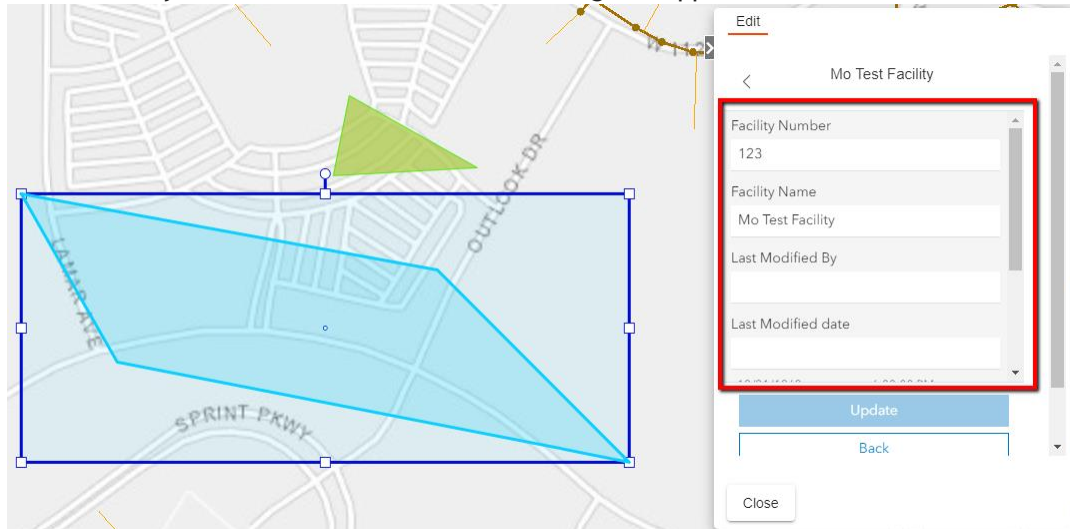 Edit
Mo Test Facility
Facility Number
123
Facility Name
Mo Test Facility
Last Modified By
Last Modified date
Update
Back
Close
W 112
OUTLOOK DR
LAMAR AVE
SPRINT PKWY